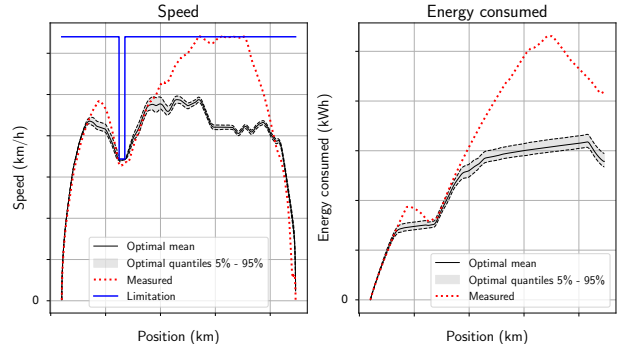 Speed
Speed (km/h)
0
Optimal mean
Optimal quantiles 5% - 95%
Measured
Limitation
Position (km)
Energy consumed
Energy consumed (kWh)
0
Optimal mean
Optimal quantiles 5% - 95%
Measured
Position (km)